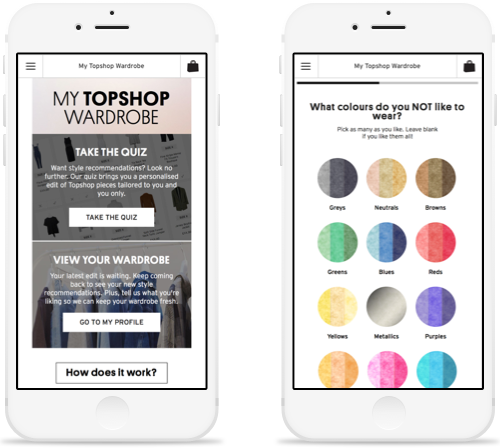 My Topshop Wardrobe
MY TOPSHOP
WARDROBE
TAKE THE QUIZ
Want style recommendations? Look no
further. Our quiz brings you a personalised
edit of Topshop pieces tailored to you and
you only.
TAKE THE QUIZ
VIEW YOUR WARDROBE
Your latest edit is waiting. Keep coming
back to see your new style
recommendations. Plus, tell us what you're
liking so we can keep your wardrobe fresh.
GO TO MY PROFILE
How does it work?
My Topshop Wardrobe
What colours do you NOT like to
wear?
Pick as many as you like. Leave blank
if you like them all!
Greys
Neutrals
Browns
Greens
Blues
Reds
Yellows
Metallics
Purples